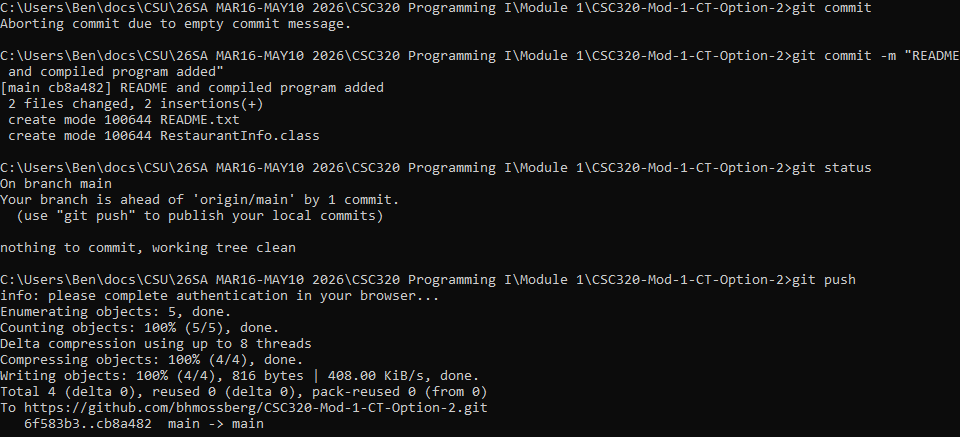 C:\Users\Ben\docs\CSU\26SA MAR16-MAY10 2026\CSC320 Programming I\Module 1\CSC320-Mod-1-CT-Option-2>git commit
Aborting commit due to empty commit message.
C:\Users\Ben\docs\CSU\26SA MAR16-MAY10 2026\CSC320 Programming I\Module 1\CSC320-Mod-1-CT-Option-2>git commit -m "README
 and compiled program added"
[main cb8a482] README and compiled program added
 2 files changed, 2 insertions(+)
 create mode 100644 README.txt
 create mode 100644 RestaurantInfo.class
C:\Users\Ben\docs\CSU\26SA MAR16-MAY10 2026\CSC320 Programming I\Module 1\CSC320-Mod-1-CT-Option-2>git status
On branch main
Your branch is ahead of 'origin/main' by 1 commit.
  (use "git push" to publish your local commits)
nothing to commit, working tree clean
C:\Users\Ben\docs\CSU\26SA MAR16-MAY10 2026\CSC320 Programming I\Module 1\CSC320-Mod-1-CT-Option-2>git push
info: please complete authentication in your browser...
Enumerating objects: 5, done.
Counting objects: 100% (5/5), done.
Delta compression using up to 8 threads
Compressing objects: 100% (4/4), done.
Writing objects: 100% (4/4), 816 bytes | 408.00 KiB/s, done.
Total 4 (delta 0), reused 0 (delta 0), pack-reused 0 (from 0)
To https://github.com/bhmossberg/CSC320-Mod-1-CT-Option-2.git
   6f583b3..cb8a482  main -> main